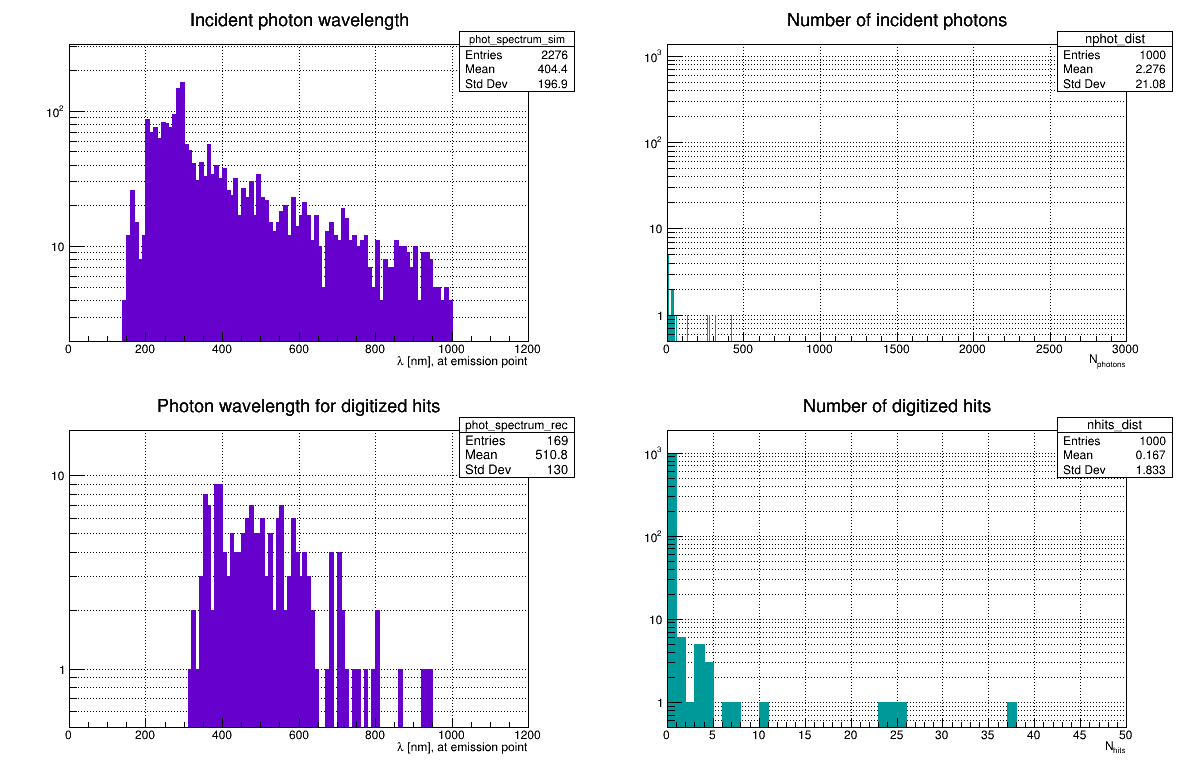 Incident photon wavelength
phot_spectrum_sim
Entries 2276
Mean 404.4
Std Dev 196.9
10²
10
0 200 400 600 800 1000 1200
λ [nm], at emission point
Number of incident photons
nphot_dist
Entries 1000
Mean 2.276
Std Dev 21.08
10³
10²
10
1
0 500 1000 1500 2000 2500 3000
N_photons
Photon wavelength for digitized hits
phot_spectrum_rec
Entries 169
Mean 510.8
Std Dev 130
10
1
0 200 400 600 800 1000 1200
λ [nm], at emission point
Number of digitized hits
nhits_dist
Entries 1000
Mean 0.167
Std Dev 1.833
10³
10²
10
1
0 5 10 15 20 25 30 35 40 45 50
N_hits